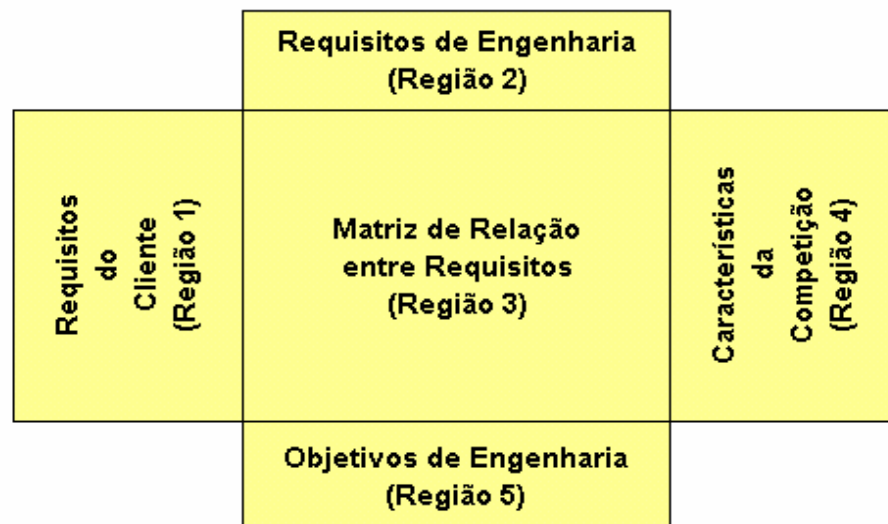 Requisitos de Engenharia
(Região 2)
Requisitos
do
Cliente
(Região 1)
Matriz de Relação
entre Requisitos
(Região 3)
Características
da
Competição
(Região 4)
Objetivos de Engenharia
(Região 5)